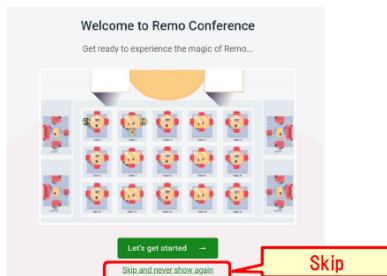 Welcome to Remo Conference
Get ready to experience the magic of Remo...
Let's get started →
Skip and never show again
Skip